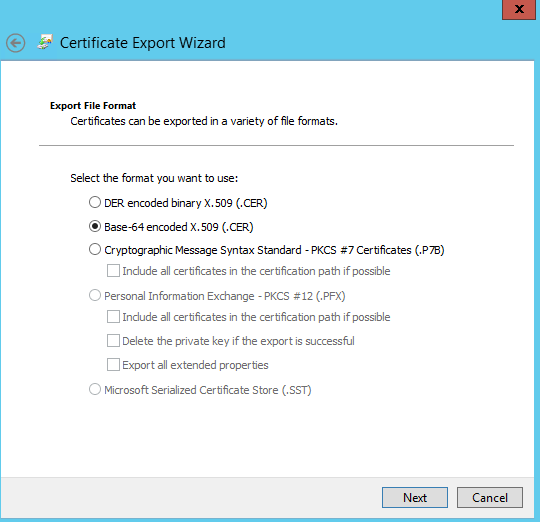 x
Certificate Export Wizard
Export File Format
Certificates can be exported in a variety of file formats.
Select the format you want to use:
DER encoded binary X.509 (.CER)
Base-64 encoded X.509 (.CER)
Cryptographic Message Syntax Standard - PKCS #7 Certificates (.P7B)
Include all certificates in the certification path if possible
Personal Information Exchange - PKCS #12 (.PFX)
Include all certificates in the certification path if possible
Delete the private key if the export is successful
Export all extended properties
Microsoft Serialized Certificate Store (.SST)
Next Cancel